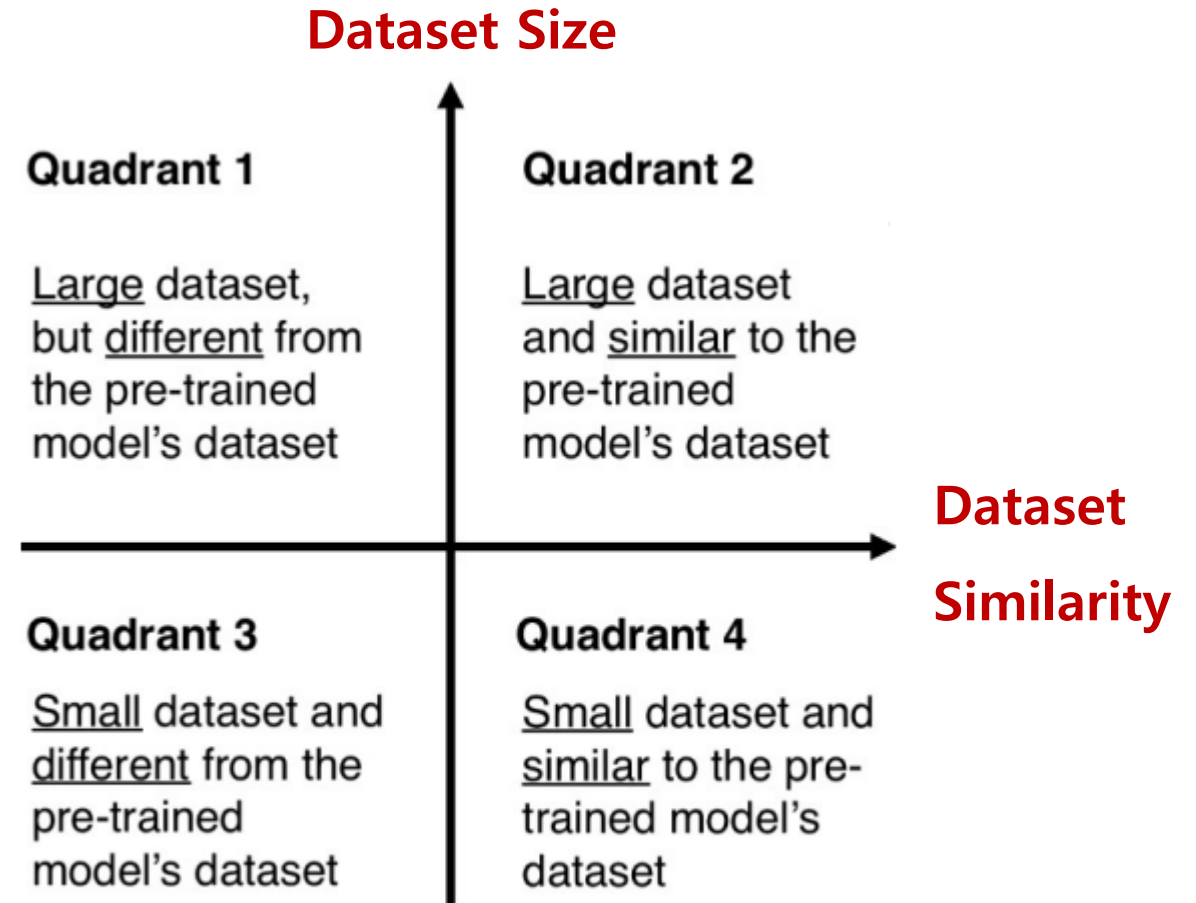 Dataset Size
Quadrant 1
Large dataset,
but different from
the pre-trained
model's dataset
Quadrant 2
Large dataset
and similar to the
pre-trained
model's dataset
Dataset
Similarity
Quadrant 3
Small dataset and
different from the
pre-trained
model's dataset
Quadrant 4
Small dataset and
similar to the pre-
trained model's
dataset